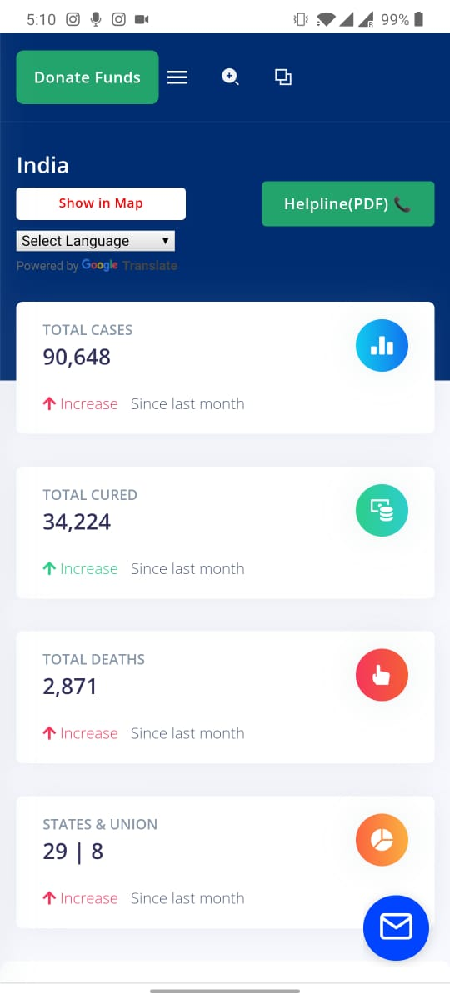 5:10 99%
R
Donate Funds
India
Show in Map
Helpline(PDF)
Select Language
Powered by Google Translate
TOTAL CASES
90,648
Increase Since last month
TOTAL CURED
34,224
Increase Since last month
TOTAL DEATHS
2,871
Increase Since last month
STATES & UNION
29 | 8
Increase Since last month